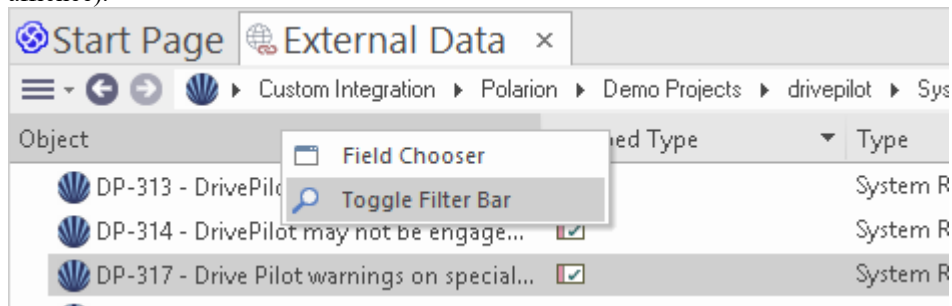 Start Page External Data ×
Custom Integration Polarion Demo Projects drivepilot Sys
Object ned Type Type
Field Chooser
Toggle Filter Bar
DP-313 - DrivePilo System R
DP-314 - DrivePilot may not be engage... System R
DP-317 - Drive Pilot warnings on special... System R